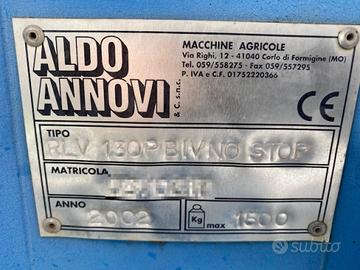 ALDO
ANNOVI
& C. s.n.c.
MACCHINE AGRICOLE
Via Righi, 12 - 41040 Corlo di Formigine (MO)
Tel. 059/558275 - Fax 059/557295
P. IVA e C.F. 01752220366
CE
TIPO
RLV 130P BIVNO STOP
MATRICOLA
ANNO
2002
Kg
max
1500
subito